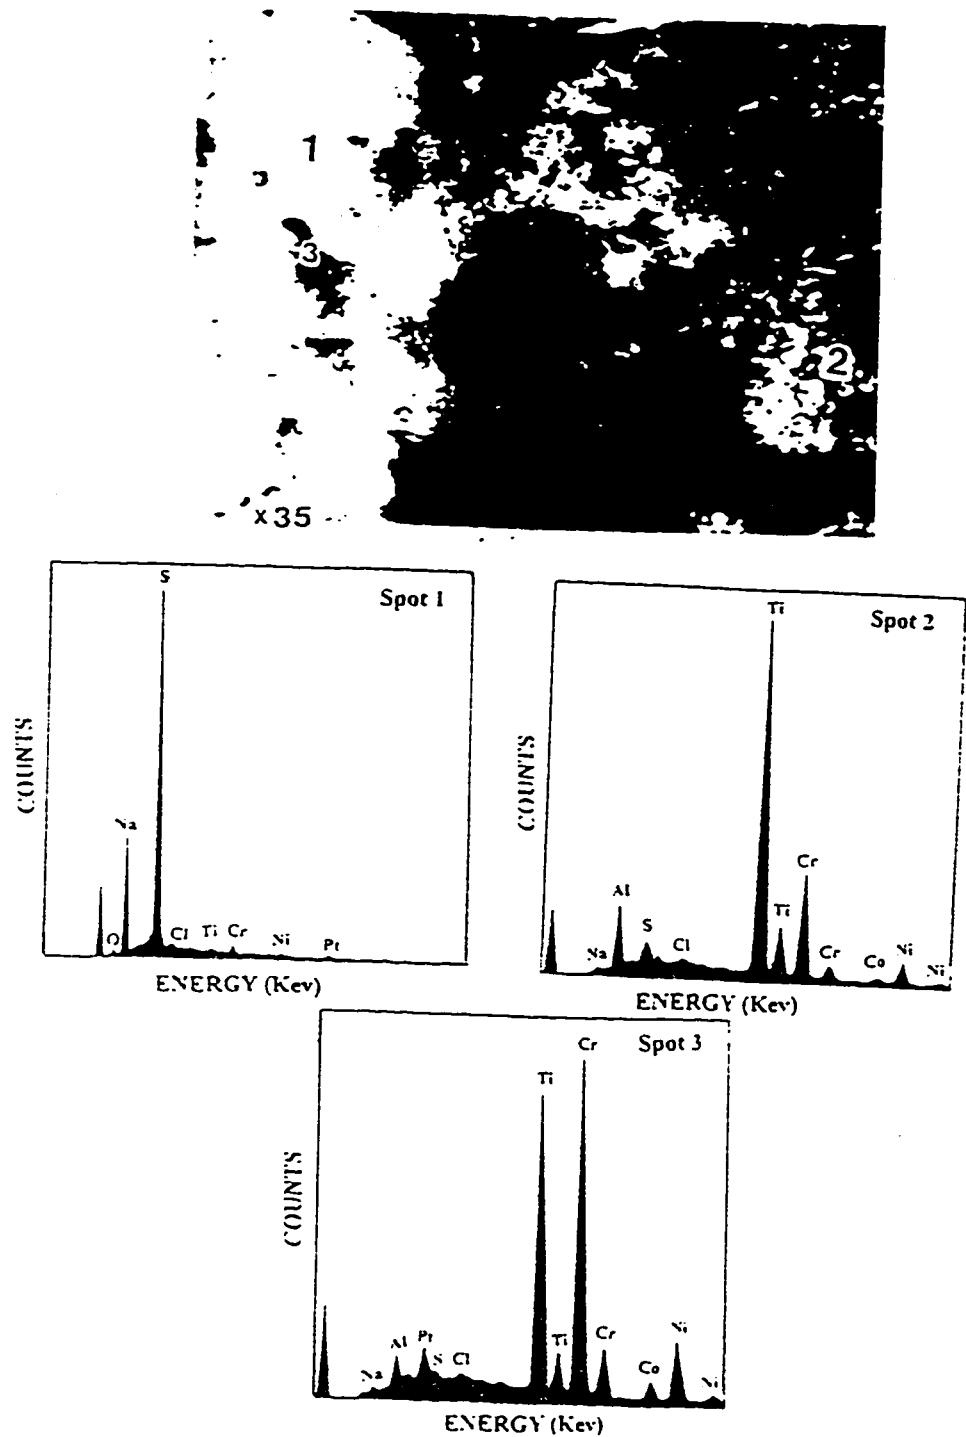 1
3
2
x35
S
Spot 1
COUNTS
Na
O
Cl Ti Cr Ni Pt
ENERGY (Kev)
Ti
Spot 2
COUNTS
Cr
Al
Ti
S
Na
Cl
Cr
Co
Ni
Ni
ENERGY (Kev)
Cr
Spot 3
Ti
COUNTS
Ni
Al Pt
Ti
Cr
S Cl
Na
Co
Ni
ENERGY (Kev)